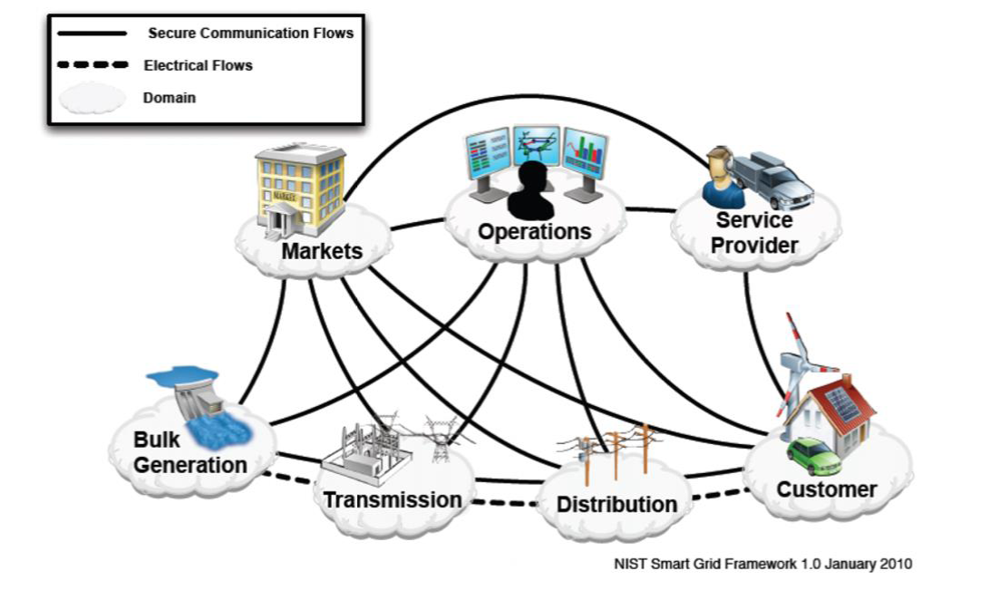 Secure Communication Flows
Electrical Flows
Domain
MARKET
Markets
Operations
Service
Provider
Bulk
Generation
Transmission
Distribution
Customer
NIST Smart Grid Framework 1.0 January 2010